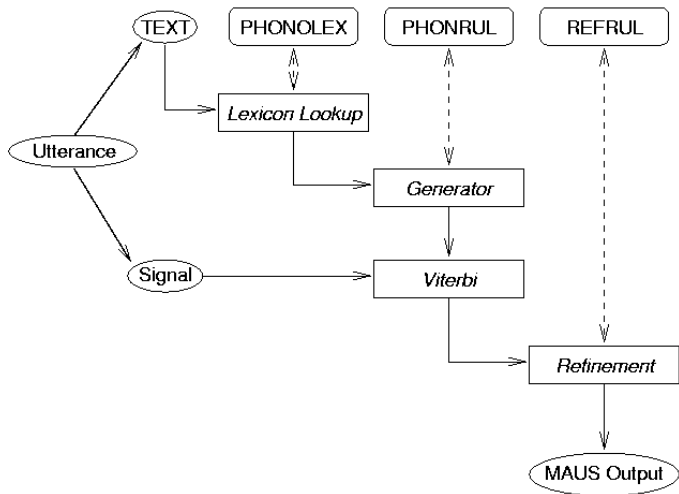 TEXT
PHONOLEX
PHONRUL
REFRUL
Lexicon Lookup
Utterance
Generator
Signal
Viterbi
Refinement
MAUS Output